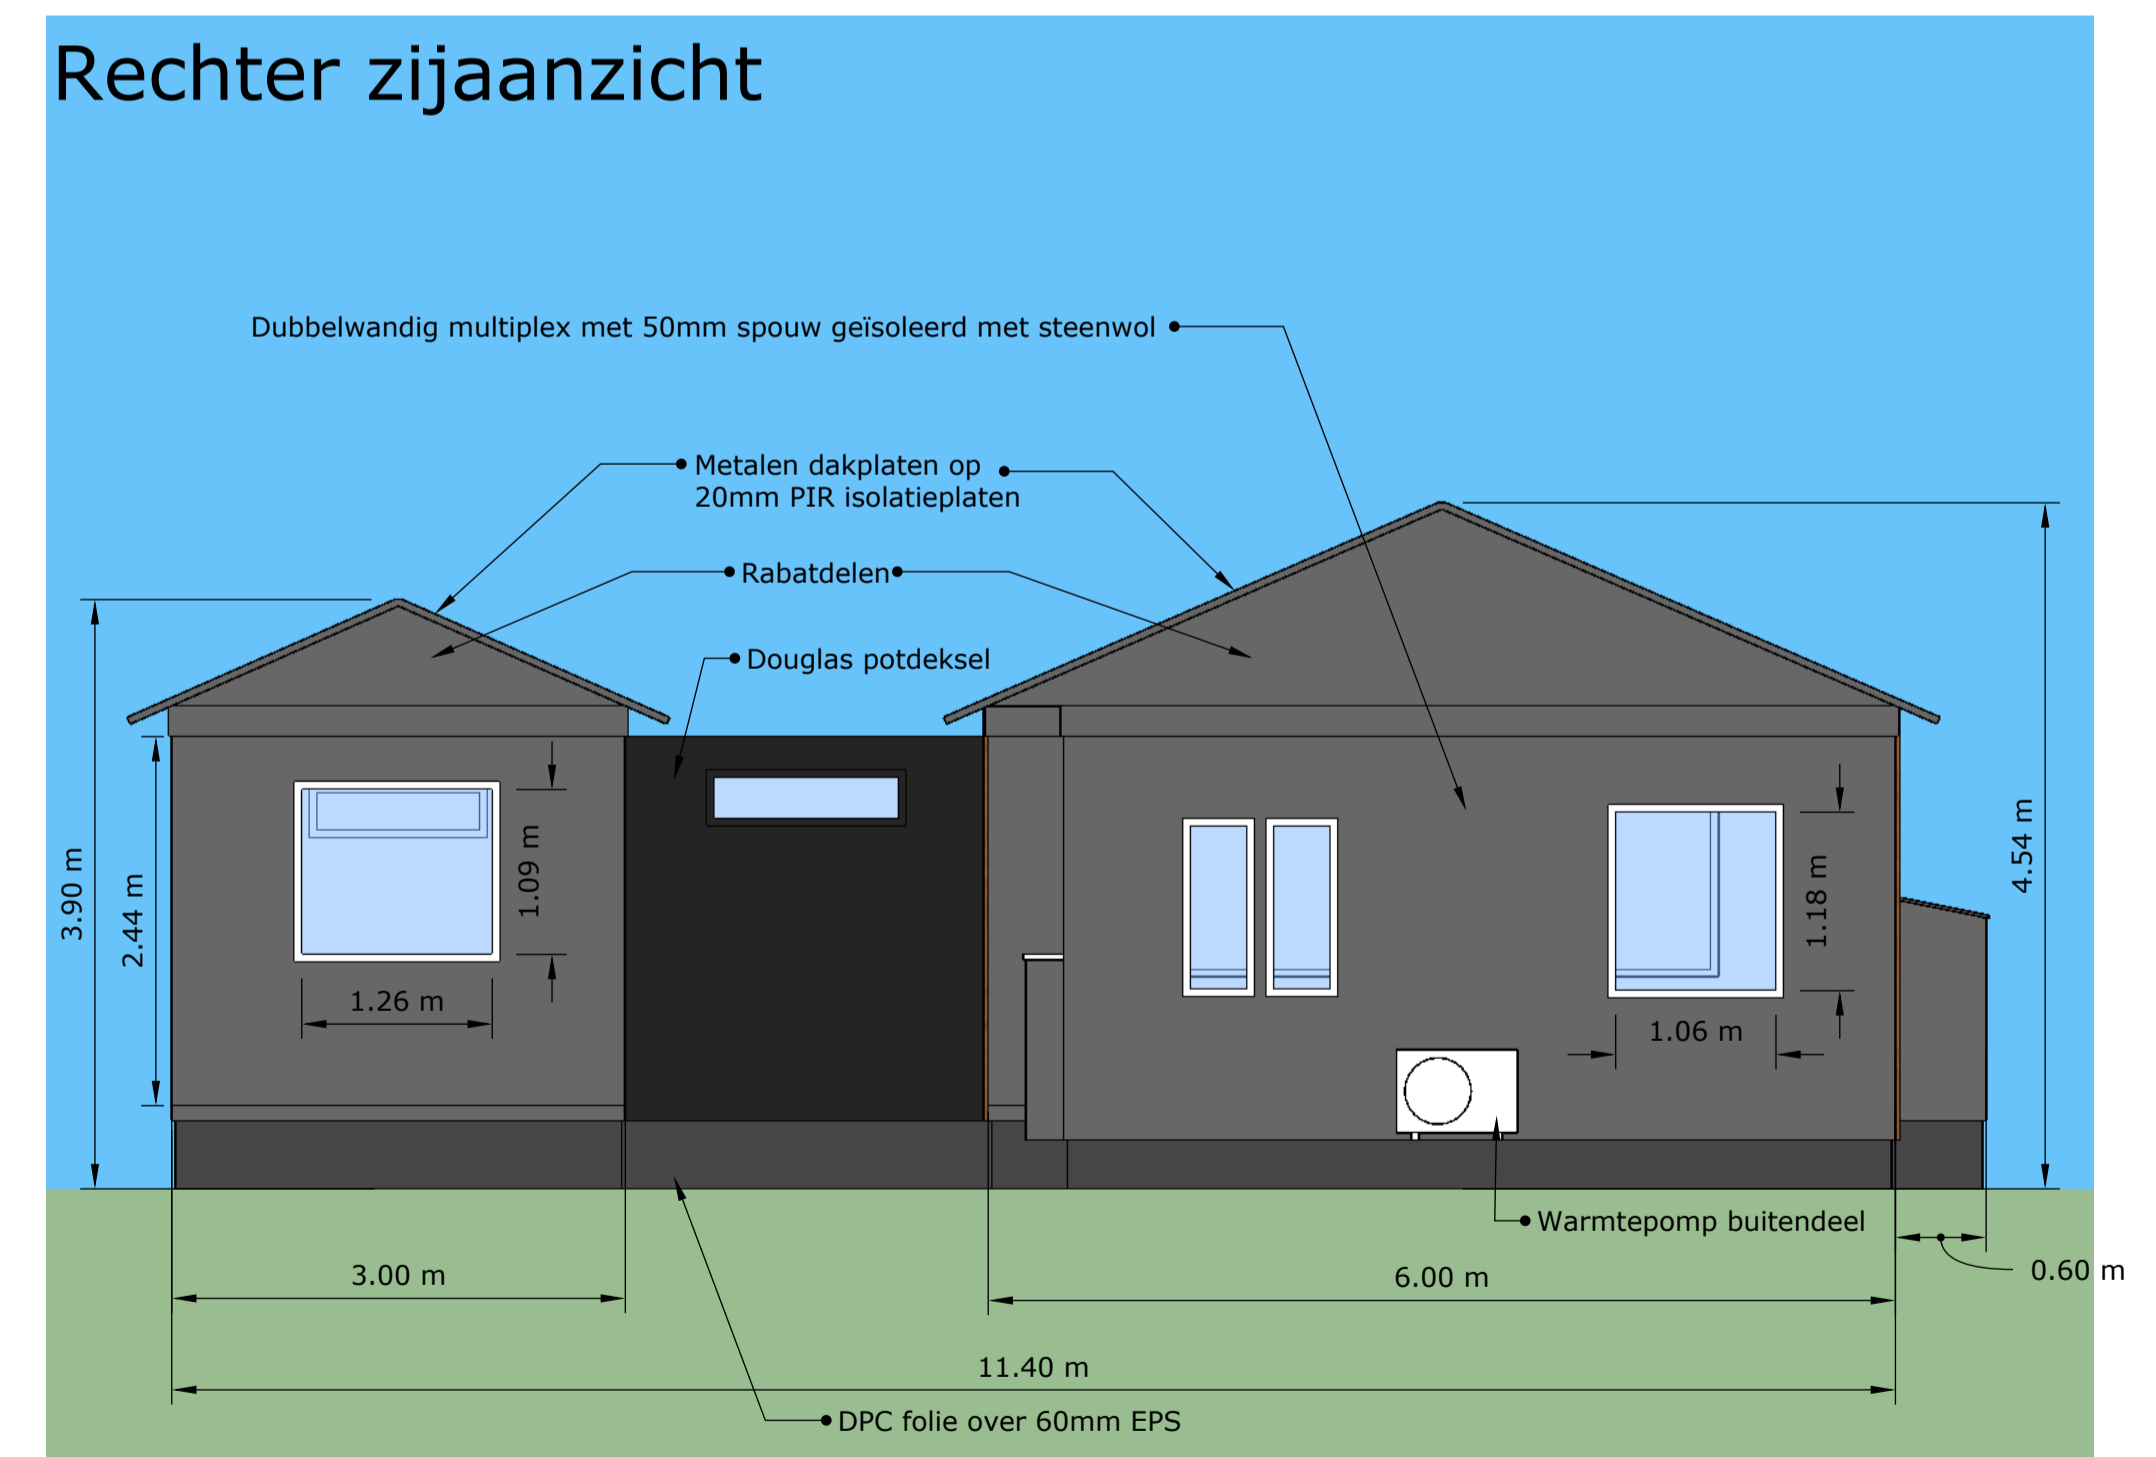 Rechter zijaanzicht
Dubbelwandig multiplex met 50mm spouw geïsoleerd met steenwol
Metalen dakplaten op
20mm PIR isolatieplaten
Rabatdelen
Douglas potdeksel
3.90 m
2.44 m
1.09 m
1.26 m
1.18 m
1.06 m
4.54 m
Warmtepomp buitendeel
3.00 m
6.00 m
0.60 m
11.40 m
DPC folie over 60mm EPS